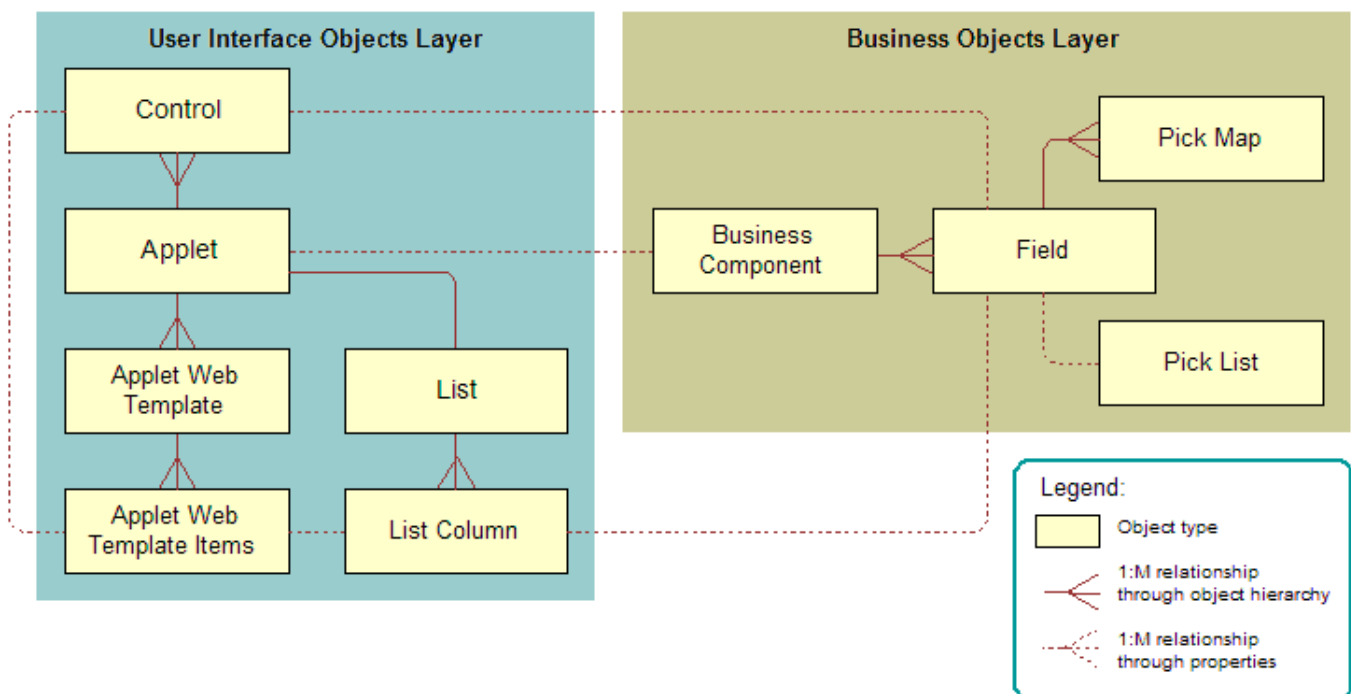 User Interface Objects Layer
Control
Applet
Applet Web
Template
List
Applet Web
Template Items
List Column
Business Objects Layer
Pick Map
Business
Component
Field
Pick List
Legend:
Object type
1:M relationship
through object hierarchy
1:M relationship
through properties